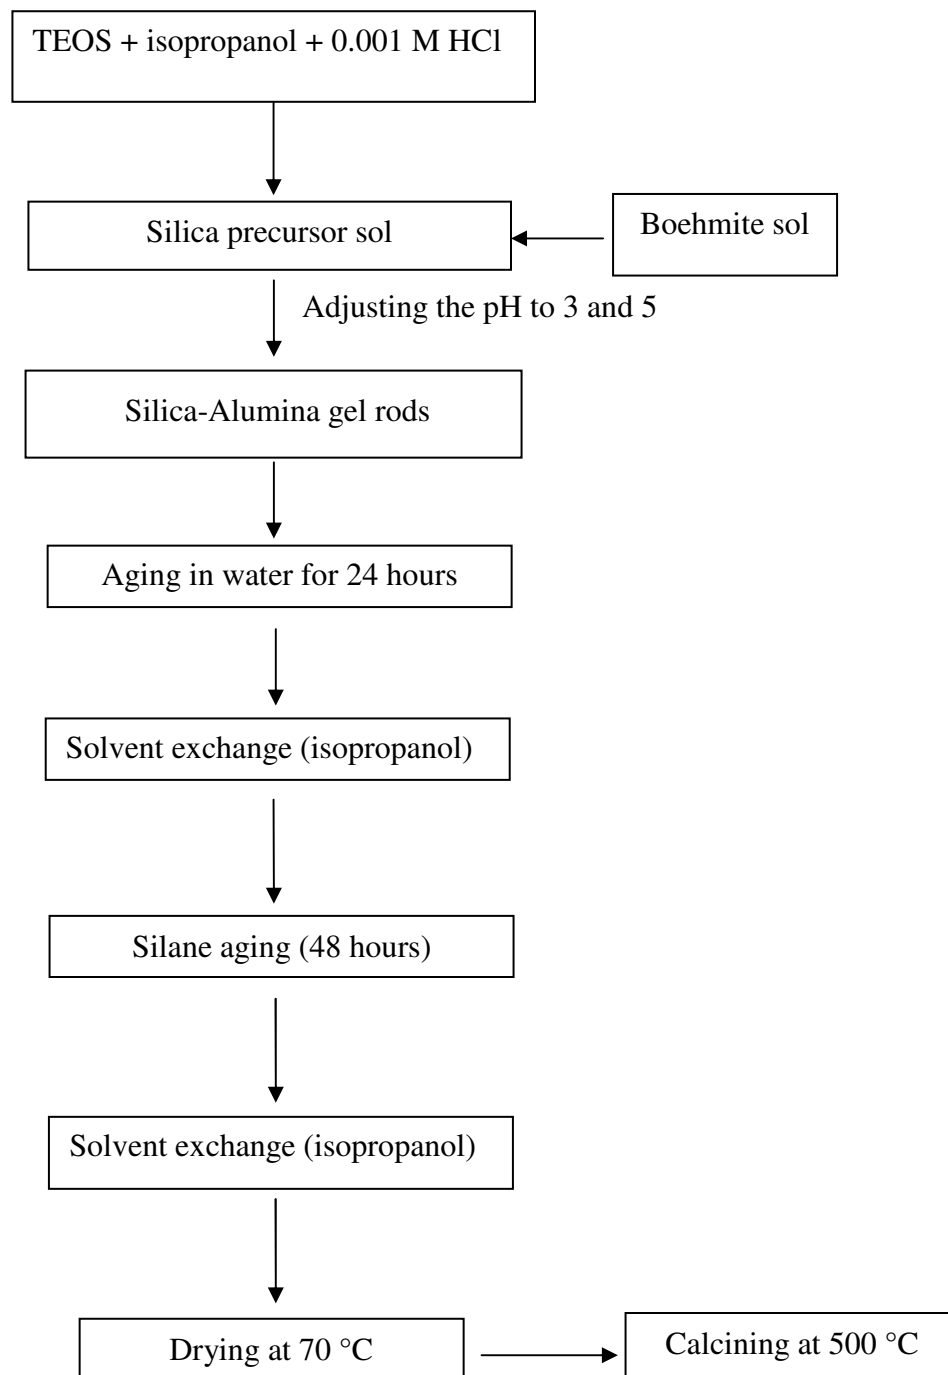 TEOS + isopropanol + 0.001 M HCl
Silica precursor sol
Boehmite sol
Adjusting the pH to 3 and 5
Silica-Alumina gel rods
Aging in water for 24 hours
Solvent exchange (isopropanol)
Silane aging (48 hours)
Solvent exchange (isopropanol)
Drying at 70 °C
Calcining at 500 °C